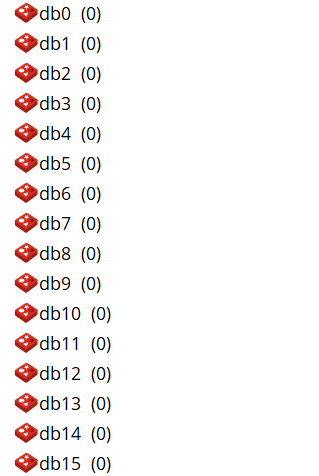 db0 (0)
db1 (0)
db2 (0)
db3 (0)
db4 (0)
db5 (0)
db6 (0)
db7 (0)
db8 (0)
db9 (0)
db10 (0)
db11 (0)
db12 (0)
db13 (0)
db14 (0)
db15 (0)